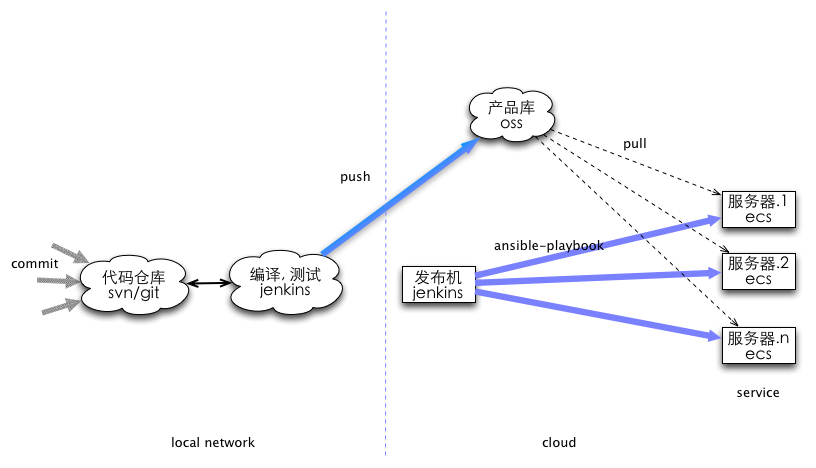 产品库
oss
pull
push
服务器.1
ecs
ansible-playbook
commit
代码仓库
svn/git
编译, 测试
jenkins
发布机
jenkins
服务器.2
ecs
服务器.n
ecs
service
local network
cloud